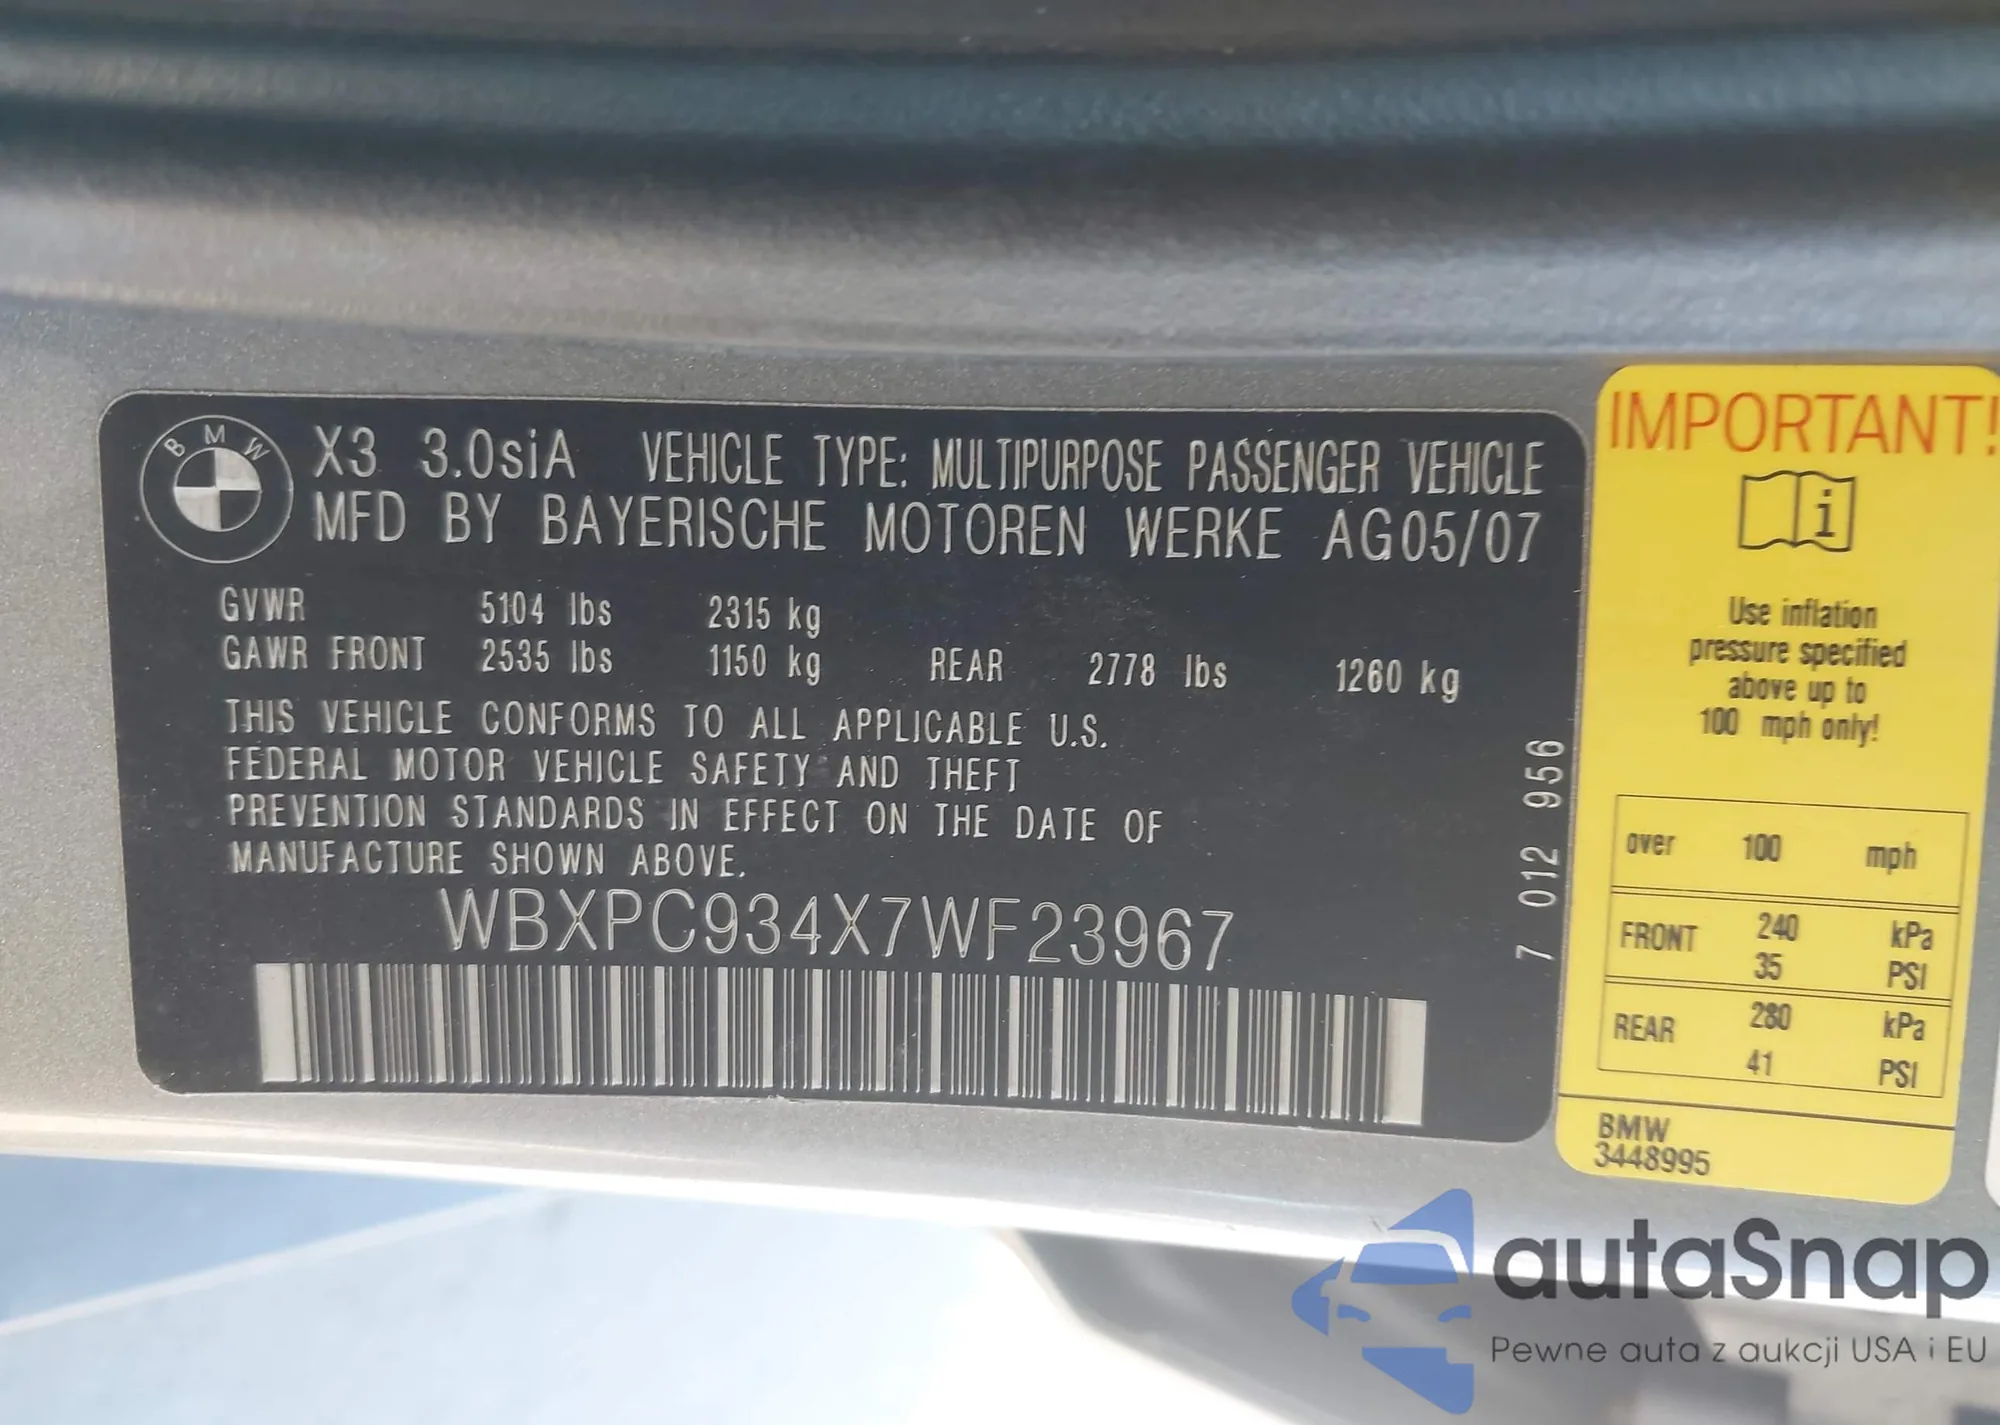 BMW
X3 3.0siA VEHICLE TYPE: MULTIPURPOSE PASSENGER VEHICLE
MFD BY BAYERISCHE MOTOREN WERKE AG05/07
GVWR 5104 lbs 2315 kg
GAWR FRONT 2535 lbs 1150 kg REAR 2778 lbs 1260 kg
THIS VEHICLE CONFORMS TO ALL APPLICABLE U.S.
FEDERAL MOTOR VEHICLE SAFETY AND THEFT
PREVENTION STANDARDS IN EFFECT ON THE DATE OF
MANUFACTURE SHOWN ABOVE.
WBXPC934X7WF23967
7 012 956
IMPORTANT!
i
Use inflation
pressure specified
above up to
100 mph only!
over 100 mph
FRONT 240 kPa
35 PSI
REAR 280 kPa
41 PSI
BMW
3448995
autoSnap
Pewne auta z aukcji USA i EU